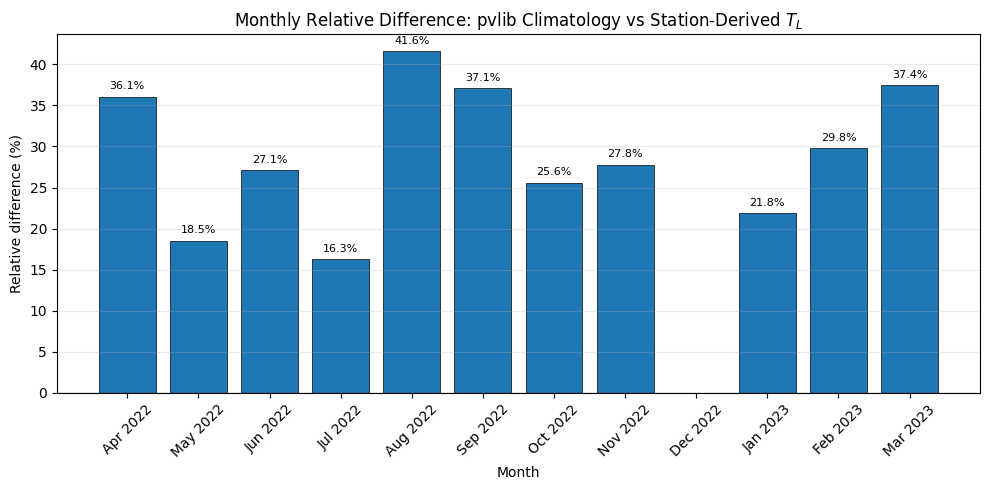 Monthly Relative Difference: pvlib Climatology vs Station-Derived $T_L$
Relative difference (%)
40
35
30
25
20
15
10
5
0
36.1%
18.5%
27.1%
16.3%
41.6%
37.1%
25.6%
27.8%
21.8%
29.8%
37.4%
Apr 2022
May 2022
Jun 2022
Jul 2022
Aug 2022
Sep 2022
Oct 2022
Nov 2022
Dec 2022
Jan 2023
Feb 2023
Mar 2023
Month